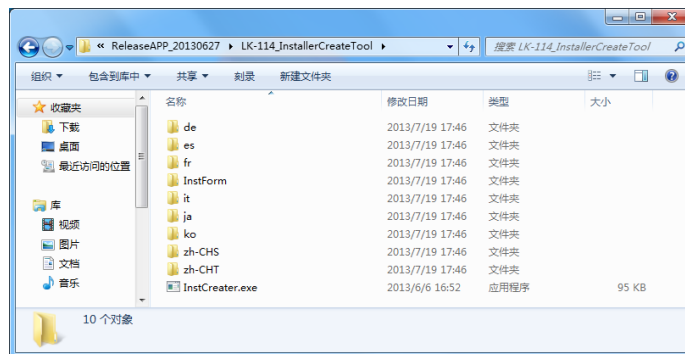 « ReleaseAPP_20130627 ▸ LK-114_InstallerCreateTool ▸ 搜索 LK-114_InstallerCreateTool
组织 包含到库中 共享 刻录 新建文件夹
收藏夹
下载
桌面
最近访问的位置
库
视频
图片
文档
音乐
名称 修改日期 类型 大小
de 2013/7/19 17:46 文件夹
es 2013/7/19 17:46 文件夹
fr 2013/7/19 17:46 文件夹
InstForm 2013/7/19 17:46 文件夹
it 2013/7/19 17:46 文件夹
ja 2013/7/19 17:46 文件夹
ko 2013/7/19 17:46 文件夹
zh-CHS 2013/7/19 17:46 文件夹
zh-CHT 2013/7/19 17:46 文件夹
InstCreater.exe 2013/6/6 16:52 应用程序 95 KB
10 个对象